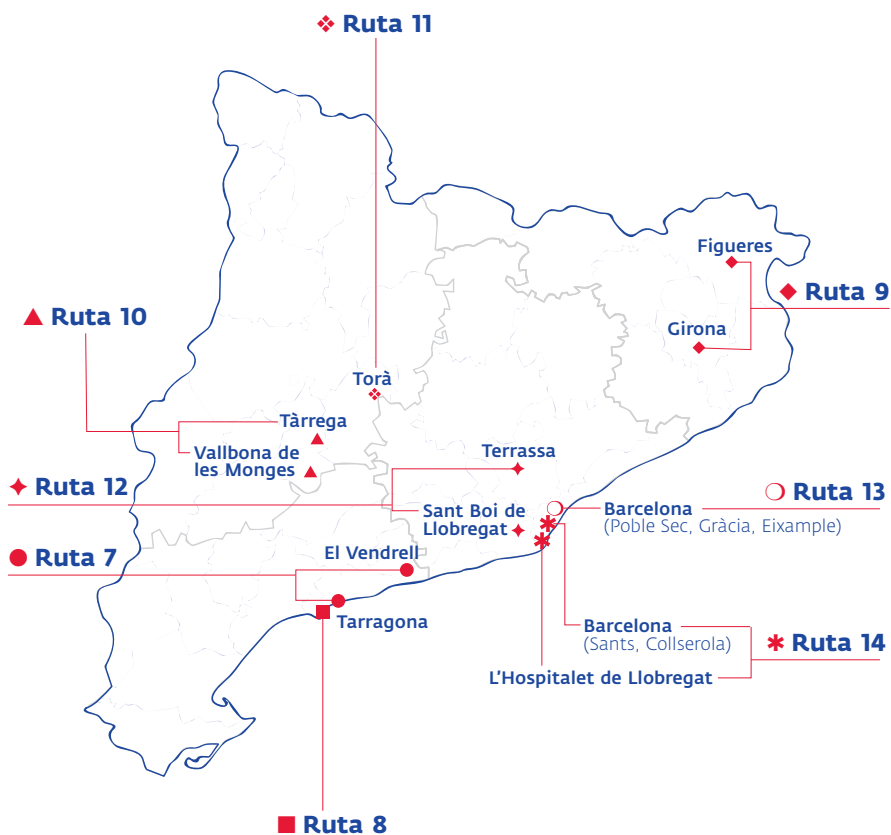 Ruta 11
Figueres
Ruta 9
Ruta 10
Girona
Torà
Tàrrega
Vallbona de
les Monges
Terrassa
Ruta 12
Ruta 13
Sant Boi de
Llobregat
Barcelona
(Poble Sec, Gràcia, Eixample)
Ruta 7
El Vendrell
Tarragona
Barcelona
(Sants, Collserola)
Ruta 14
L'Hospitalet de Llobregat
Ruta 8